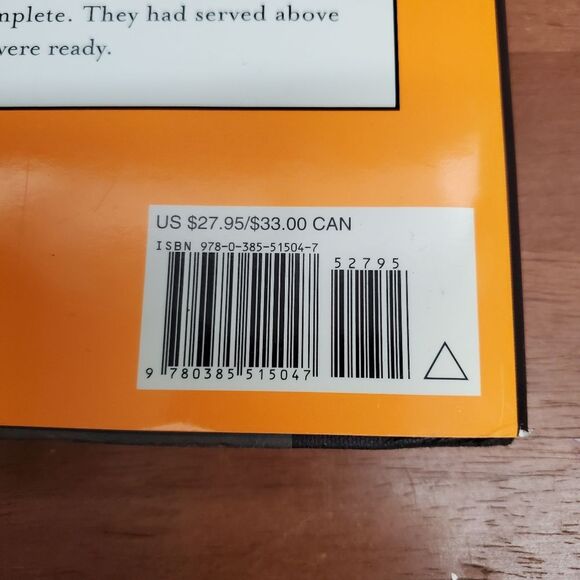 mplete. They had served above
were ready.
US $27.95/$33.00 CAN
ISBN 978-0-385-51504-7
52795
9 780385 515047